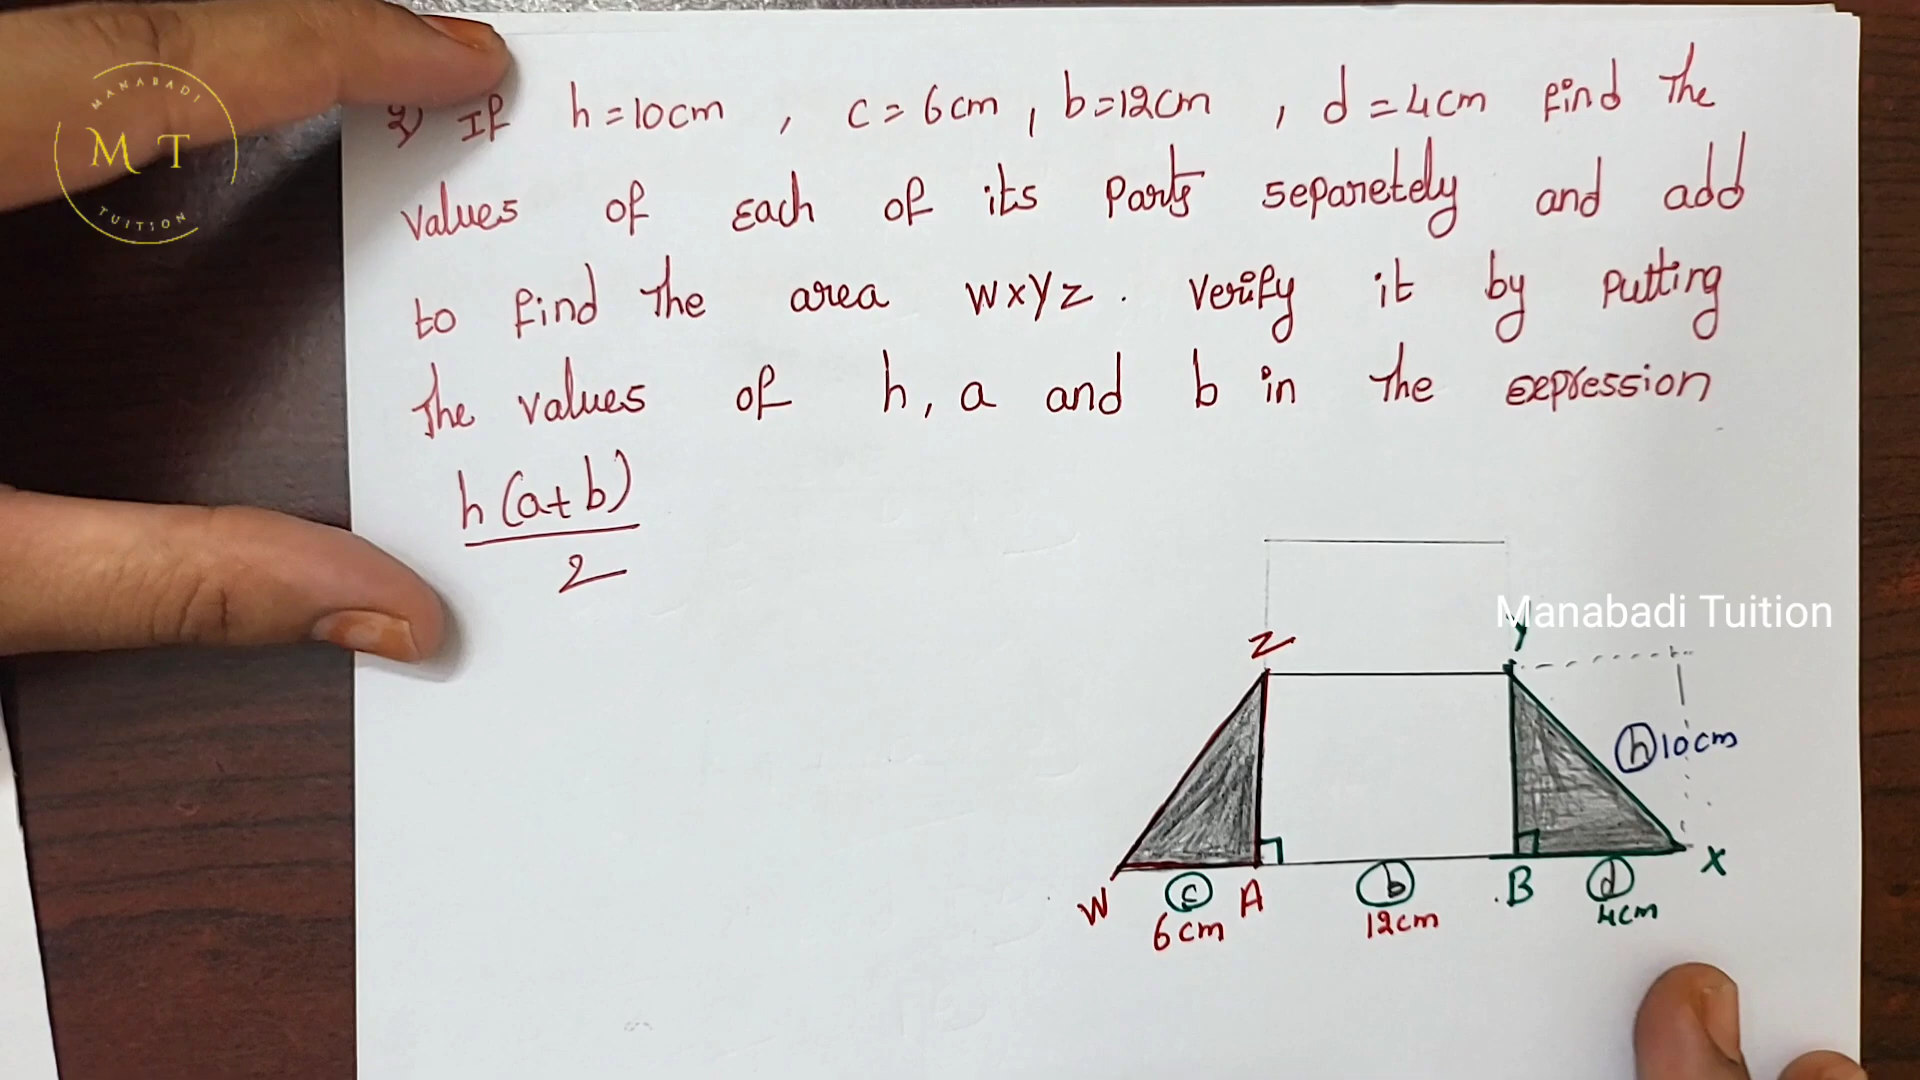 MANABADI
MT
TUITION
If h=10cm , c=6cm, b=12cm , d=4cm find the
values of each of its parts separetely and add
to find the area WXYZ. Verify it by putting
the values of h, a and b in the expression
h(a+b)
2
Manabadi Tuition
Z Y
h 10cm
W c A b B d X
6cm 12cm 4cm